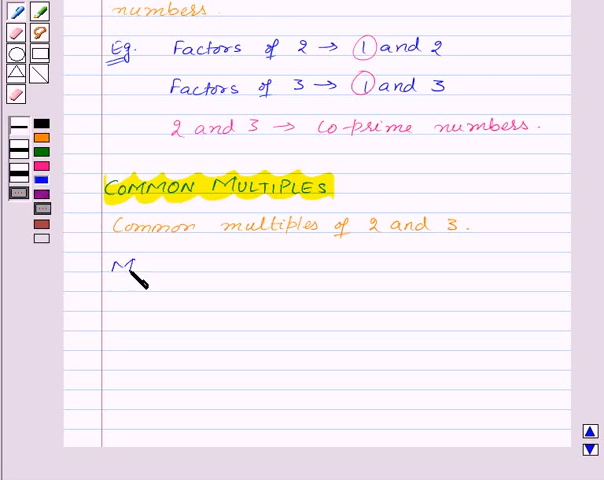 numbers.
Eg. Factors of 2 → 1 and 2
Factors of 3 → 1 and 3
2 and 3 → co-prime numbers.
COMMON MULTIPLES
Common multiples of 2 and 3.
M